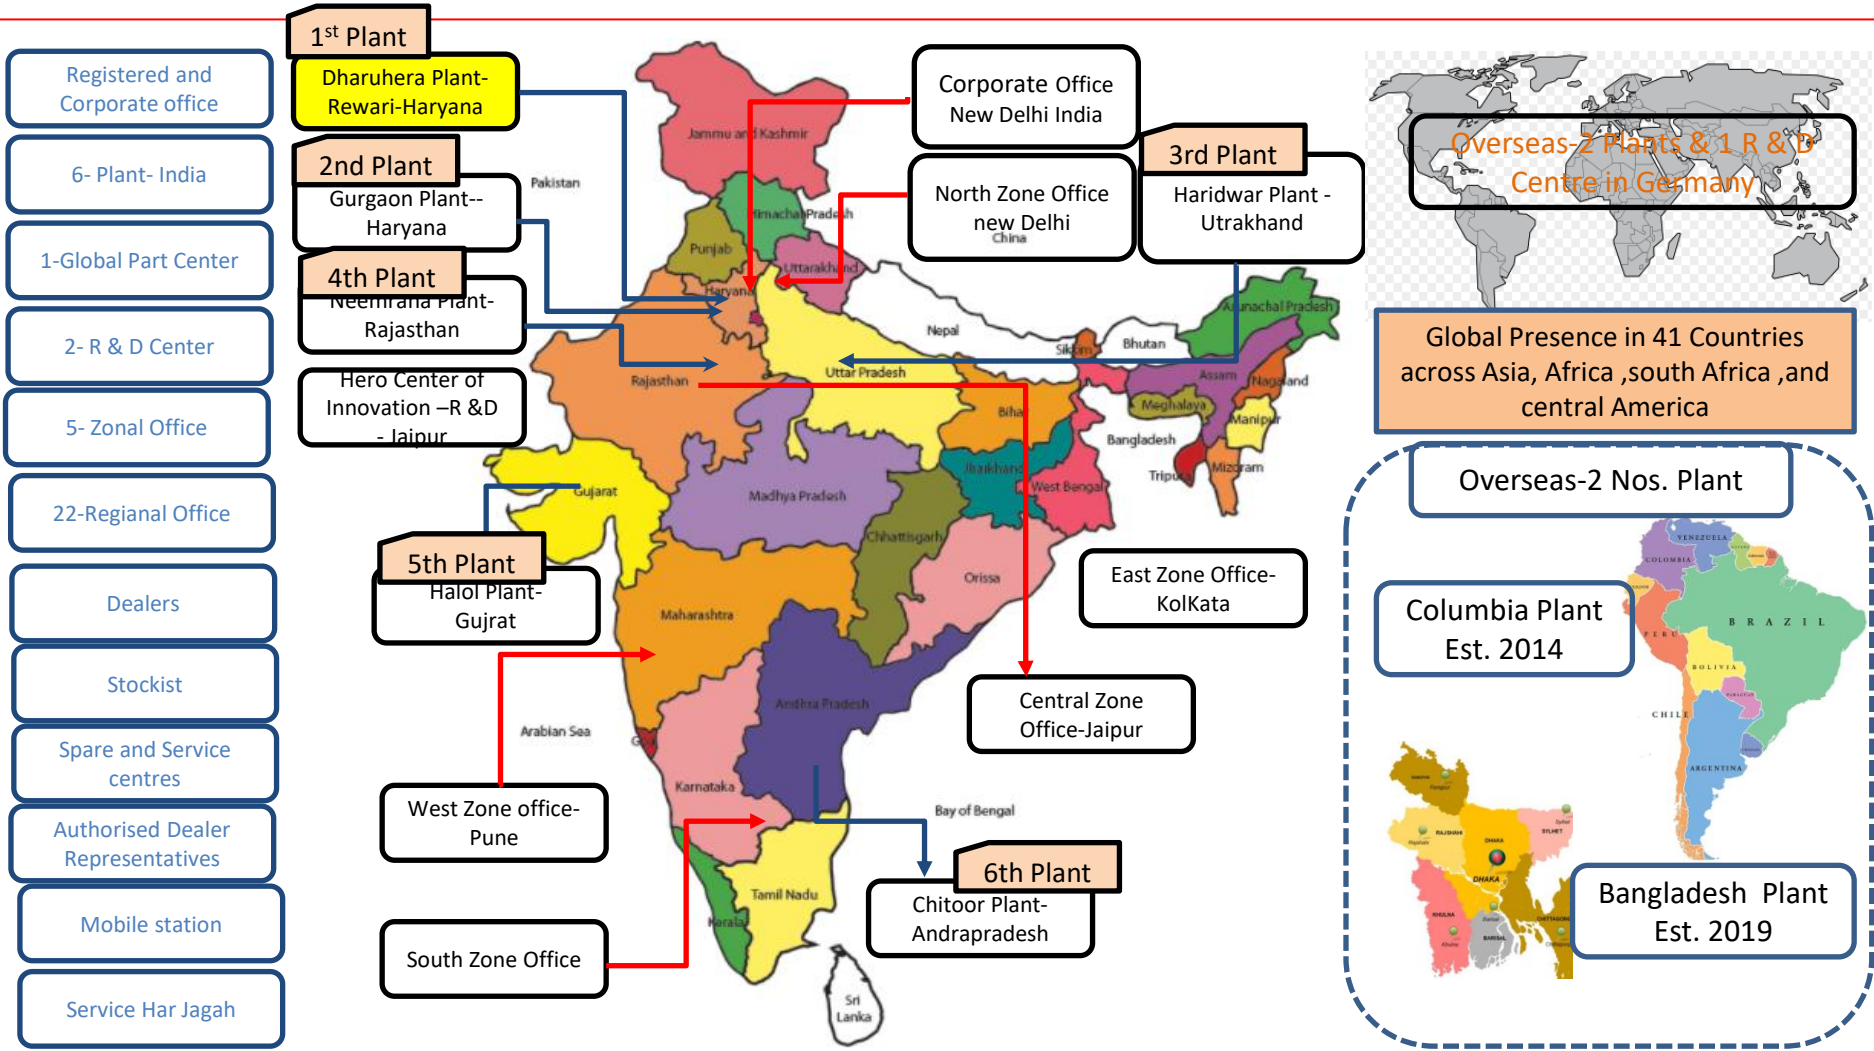 Registered and
Corporate office
6- Plant- India
1-Global Part Center
2- R & D Center
5- Zonal Office
22-Regianal Office
Dealers
Stockist
Spare and Service
centres
Authorised Dealer
Representatives
Mobile station
Service Har Jagah
1st Plant
Dharuhera Plant-
Rewari-Haryana
2nd Plant
Gurgaon Plant--
Haryana
4th Plant
Neemrana Plant-
Rajasthan
Hero Center of
Innovation –R &D
- Jaipur
5th Plant
Halol Plant-
Gujrat
West Zone office-
Pune
South Zone Office
Corporate Office
New Delhi India
North Zone Office
new Delhi
3rd Plant
Haridwar Plant -
Utrakhand
East Zone Office-
KolKata
Central Zone
Office-Jaipur
6th Plant
Chitoor Plant-
Andrapradesh
Jammu and Kashmir
Pakistan
Himachal Pradesh
China
Punjab
Uttarakhand
Haryana
Arunachal Pradesh
Nepal
Sikkim
Bhutan
Rajasthan
Uttar Pradesh
Assam
Nagaland
Bihar
Meghalaya
Manipur
Bangladesh
Jharkhand
Tripura
Mizoram
Gujarat
Madhya Pradesh
West Bengal
Chhattisgarh
Orissa
Maharashtra
Andhra Pradesh
Arabian Sea
Karnataka
Bay of Bengal
Tamil Nadu
Kerala
Sri
Lanka
Overseas-2 Plants & 1 R & D
Centre in Germany
Global Presence in 41 Countries
across Asia, Africa ,south Africa ,and
central America
Overseas-2 Nos. Plant
Columbia Plant
Est. 2014
VENEZUELA
COLOMBIA
PERU
BRAZIL
BOLIVIA
CHILE
ARGENTINA
RAJSHAHI
DHAKA
SYLHET
DHAKA
KHULNA
BARISAL
CHITTAGONG
Bangladesh Plant
Est. 2019